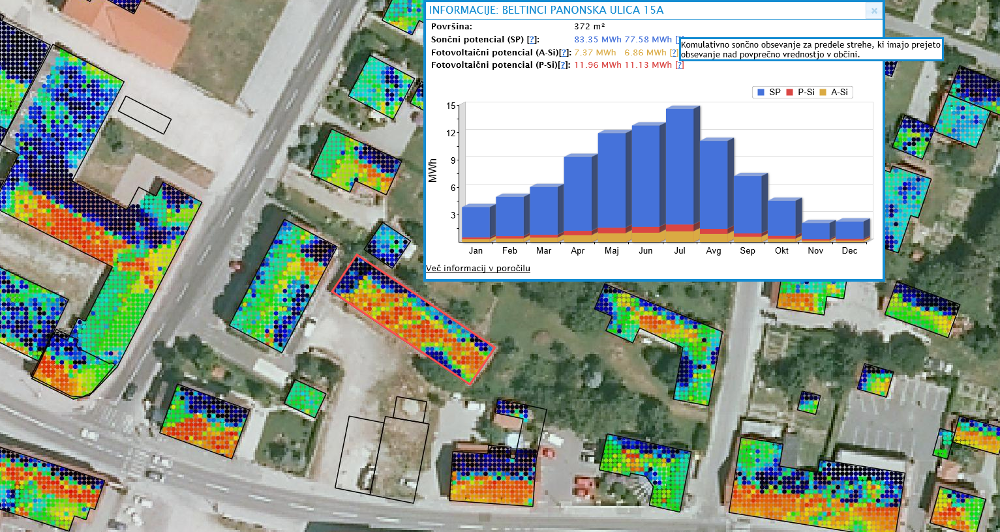 INFORMACIJE: BELTINCI PANONSKA ULICA 15A
Površina: 372 m²
Sončni potencial (SP) [?]: 83.35 MWh 77.58 MWh [?]
Komulativno sončno obsevanje za predele strehe, ki imajo prejeto
obsevanje nad povprečno vrednostjo v občini.
Fotovoltaični potencial (A-Si)[?]: 7.37 MWh 6.86 MWh [?]
Fotovoltaični potencial (P-Si)[?]: 11.96 MWh 11.13 MWh [?]
SP P-Si A-Si
15
12
9
6
3
MWh
Jan Feb Mar Apr Maj Jun Jul Avg Sep Okt Nov Dec
Več informacij v poročilu